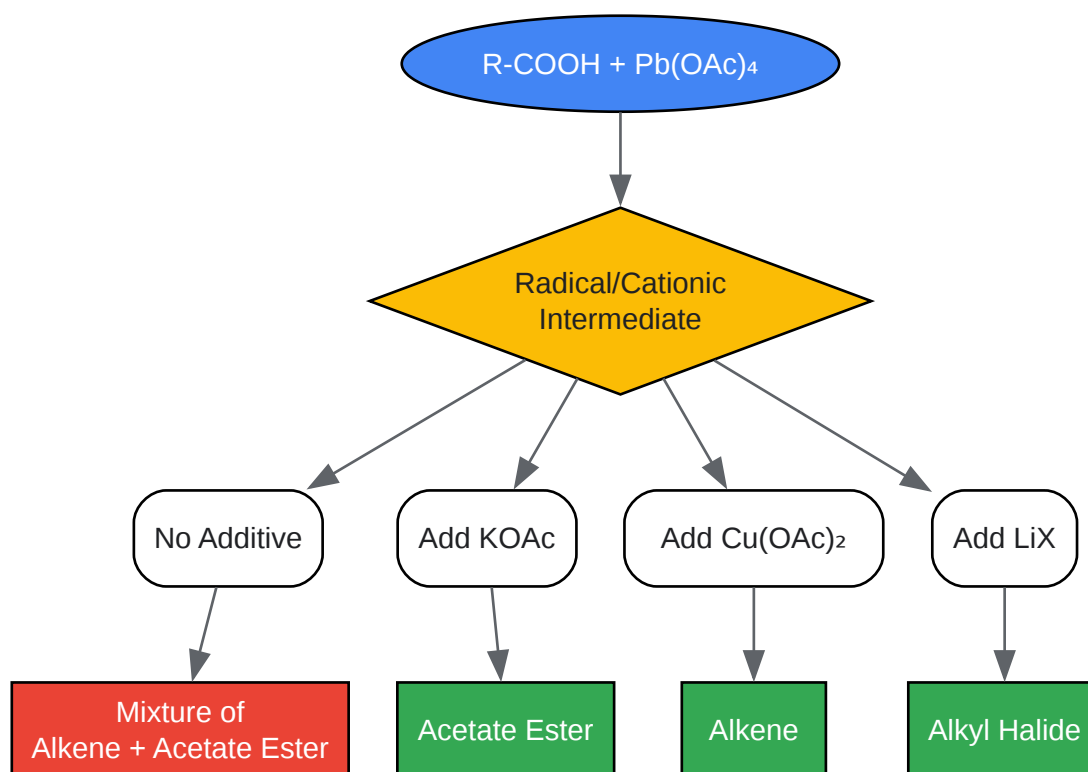 R-COOH + Pb(OAc)₄
Radical/Cationic
Intermediate
No Additive
Add KOAc
Add Cu(OAc)₂
Add LiX
Mixture of
Alkene + Acetate Ester
Acetate Ester
Alkene
Alkyl Halide